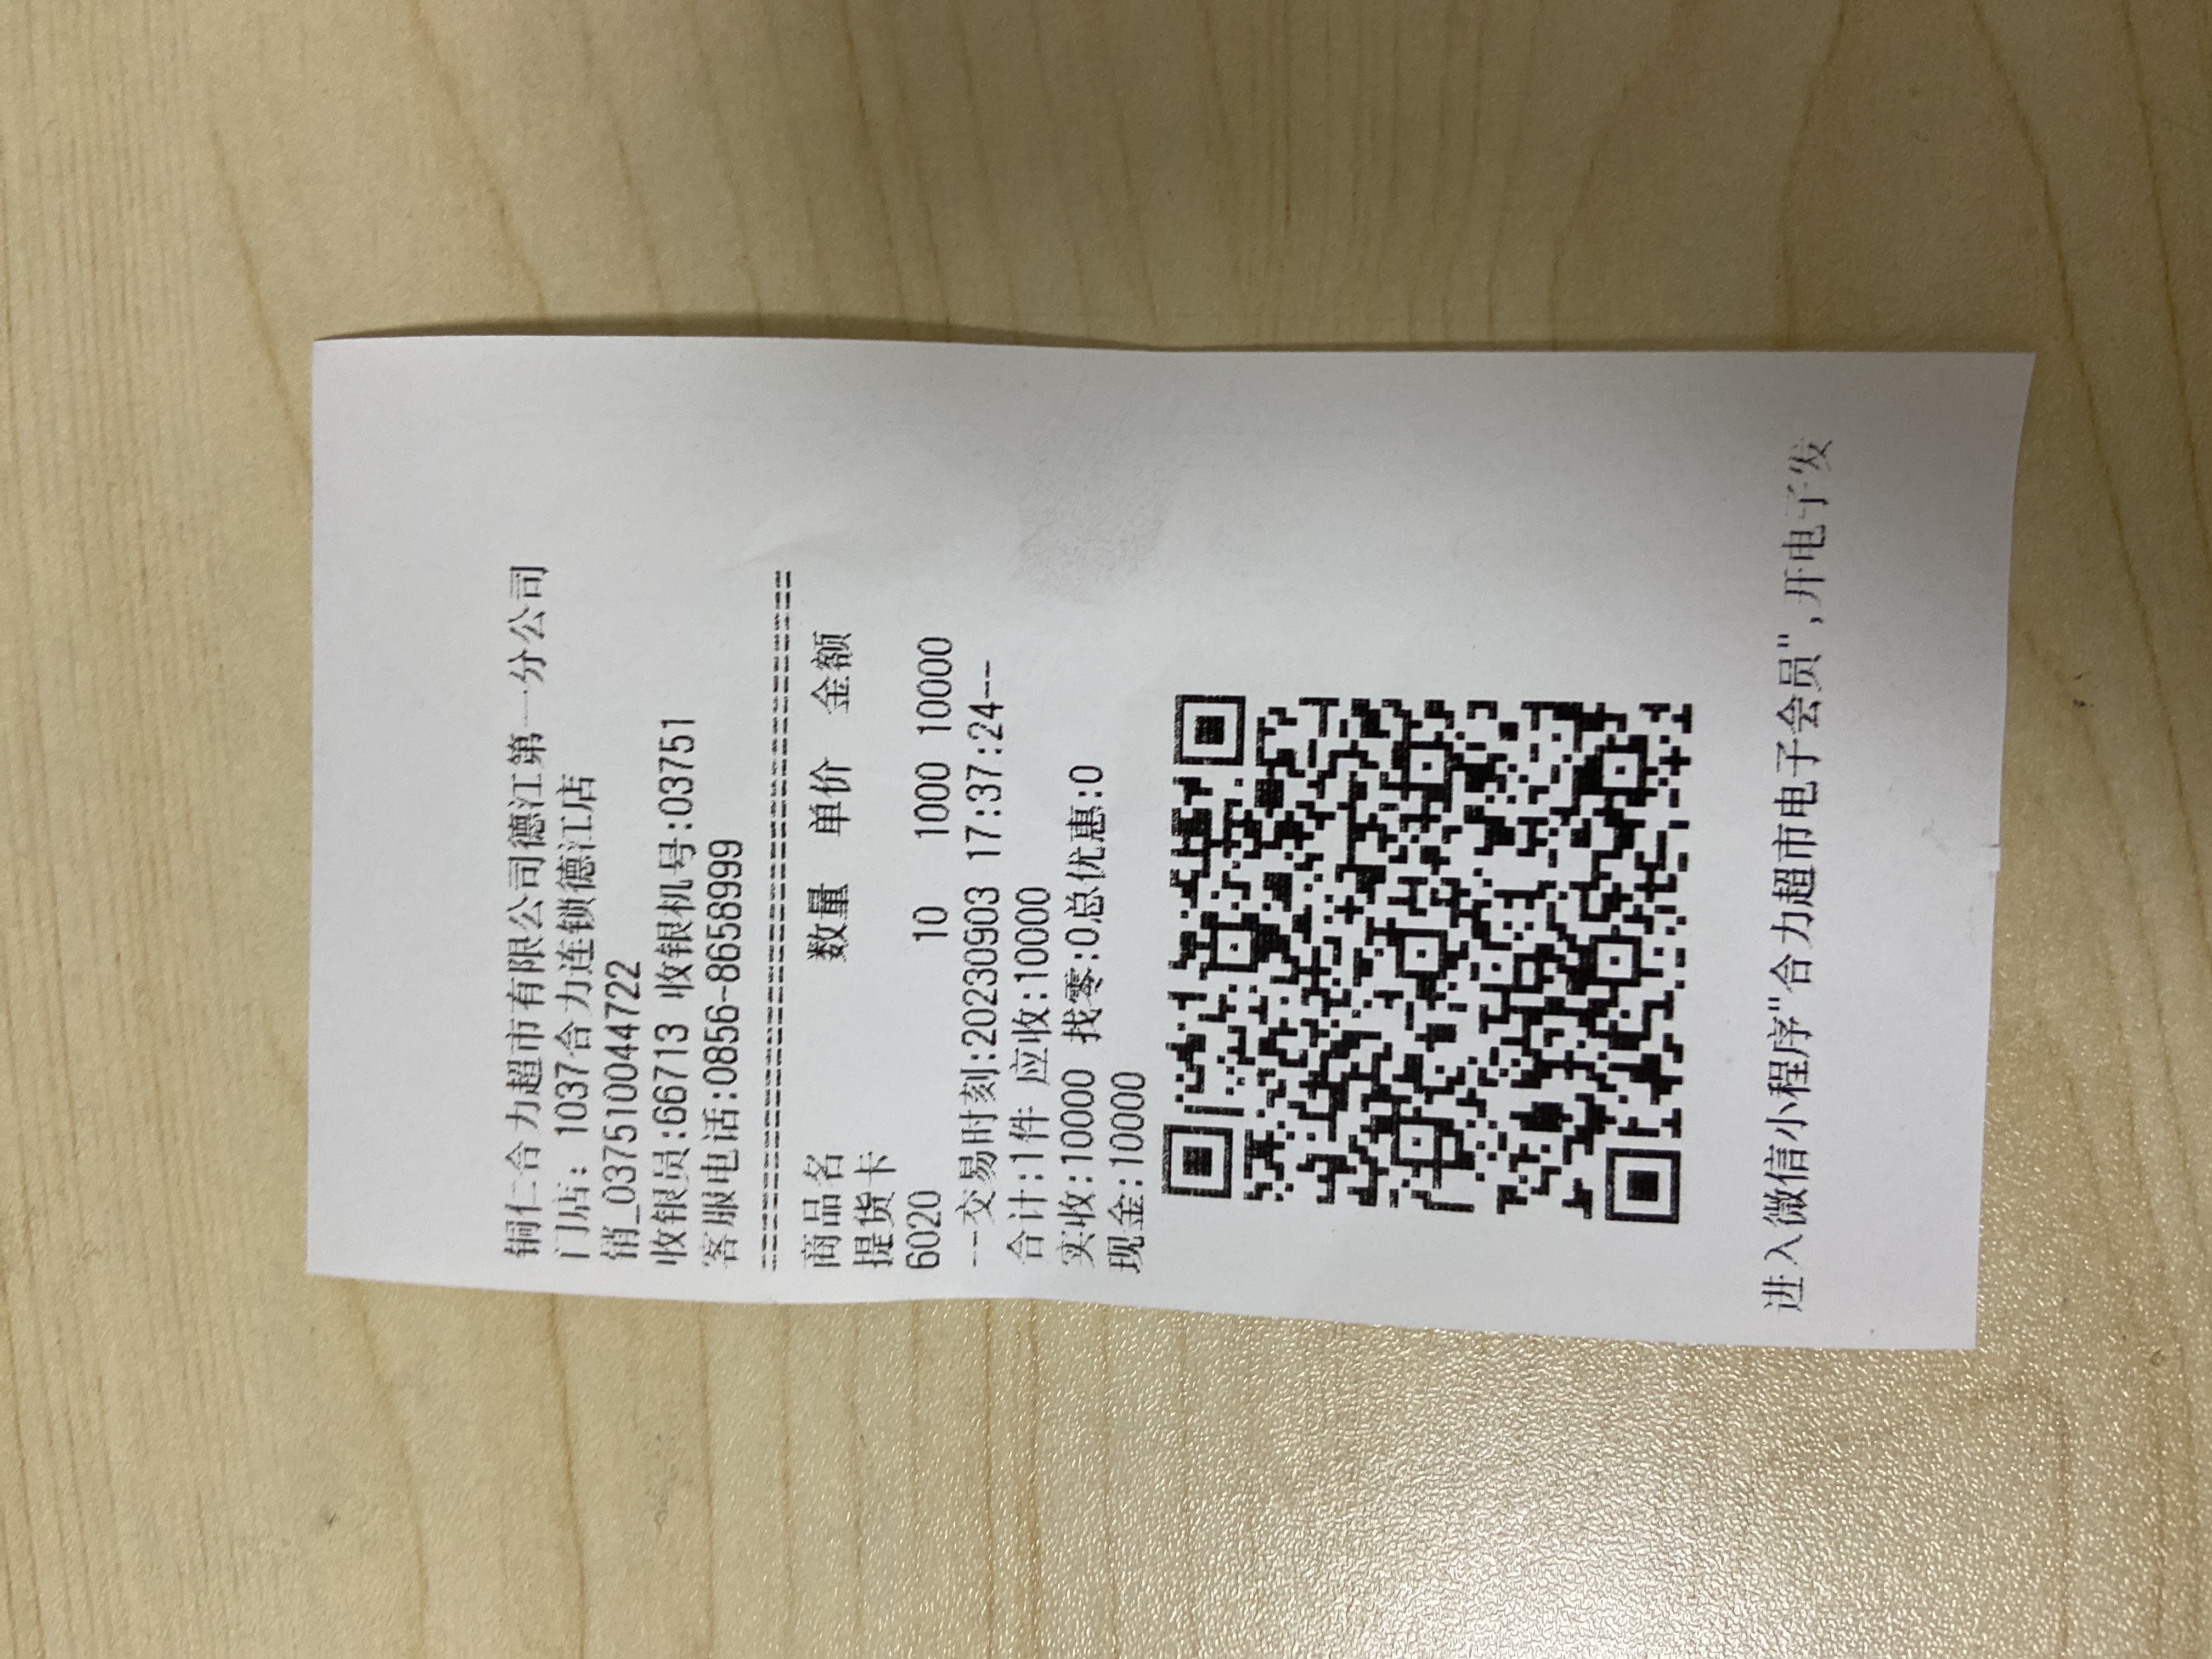 铜仁合力超市有限公司德江第一分公司
门店: 1037合力连锁德江店
销_0375100044722
收银员:66713 收银机号:03751
客服电话:0856-8658999
================================
商品名 数量 单价 金额
提货卡
6020 10 1000 10000
--交易时刻:20230903 17:37:24--
合计:1件 应收:10000
实收:10000 找零:0总优惠:0
现金:10000
进入微信小程序"合力超市电子会员",开电子发